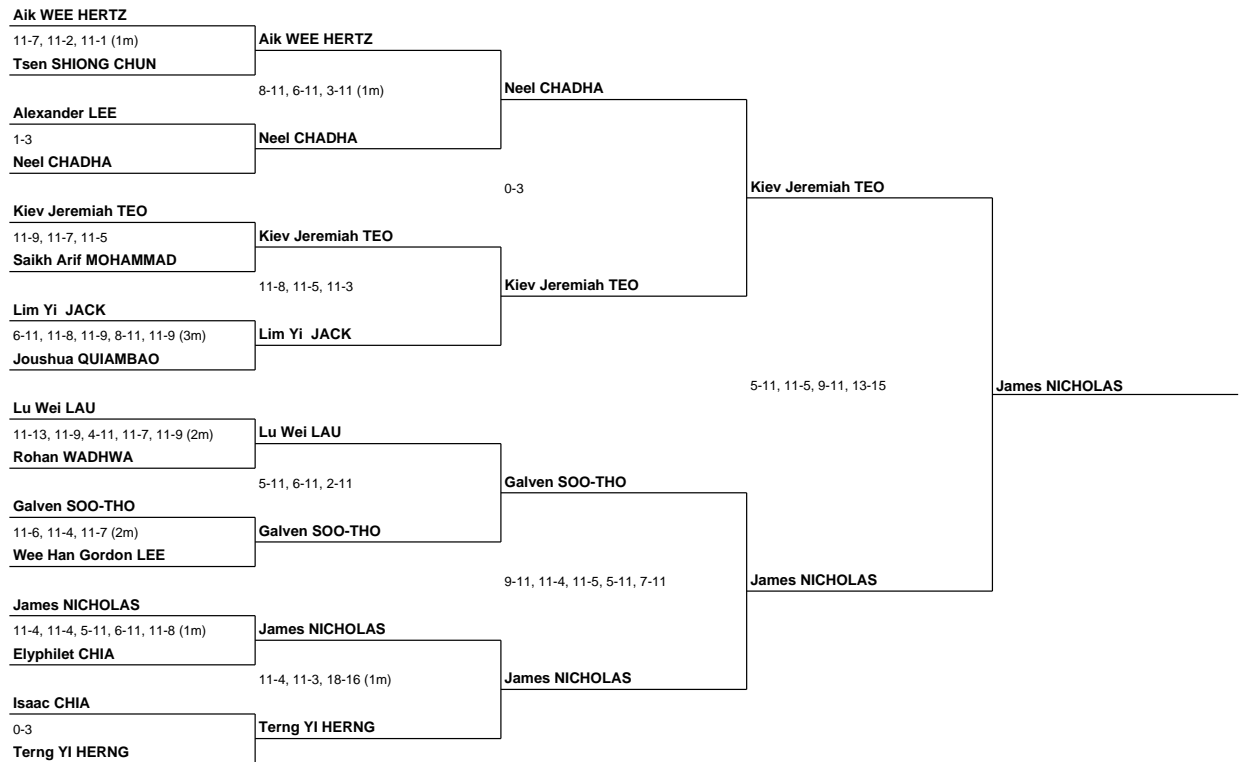 Aik WEE HERTZ
11-7, 11-2, 11-1 (1m)
Tsen SHIONG CHUN
Alexander LEE
1-3
Neel CHADHA
Kiev Jeremiah TEO
11-9, 11-7, 11-5
Saikh Arif MOHAMMAD
Lim Yi  JACK
6-11, 11-8, 11-9, 8-11, 11-9 (3m)
Joushua QUIAMBAO
Lu Wei LAU
11-13, 11-9, 4-11, 11-7, 11-9 (2m)
Rohan WADHWA
Galven SOO-THO
11-6, 11-4, 11-7 (2m)
Wee Han Gordon LEE
James NICHOLAS
11-4, 11-4, 5-11, 6-11, 11-8 (1m)
Elyphilet CHIA
Isaac CHIA
0-3
Terng YI HERNG
Aik WEE HERTZ
8-11, 6-11, 3-11 (1m)
Neel CHADHA
Kiev Jeremiah TEO
11-8, 11-5, 11-3
Lim Yi  JACK
Lu Wei LAU
5-11, 6-11, 2-11
Galven SOO-THO
James NICHOLAS
11-4, 11-3, 18-16 (1m)
Terng YI HERNG
Neel CHADHA
0-3
Kiev Jeremiah TEO
Galven SOO-THO
9-11, 11-4, 11-5, 5-11, 7-11
James NICHOLAS
Kiev Jeremiah TEO
5-11, 11-5, 9-11, 13-15
James NICHOLAS
James NICHOLAS